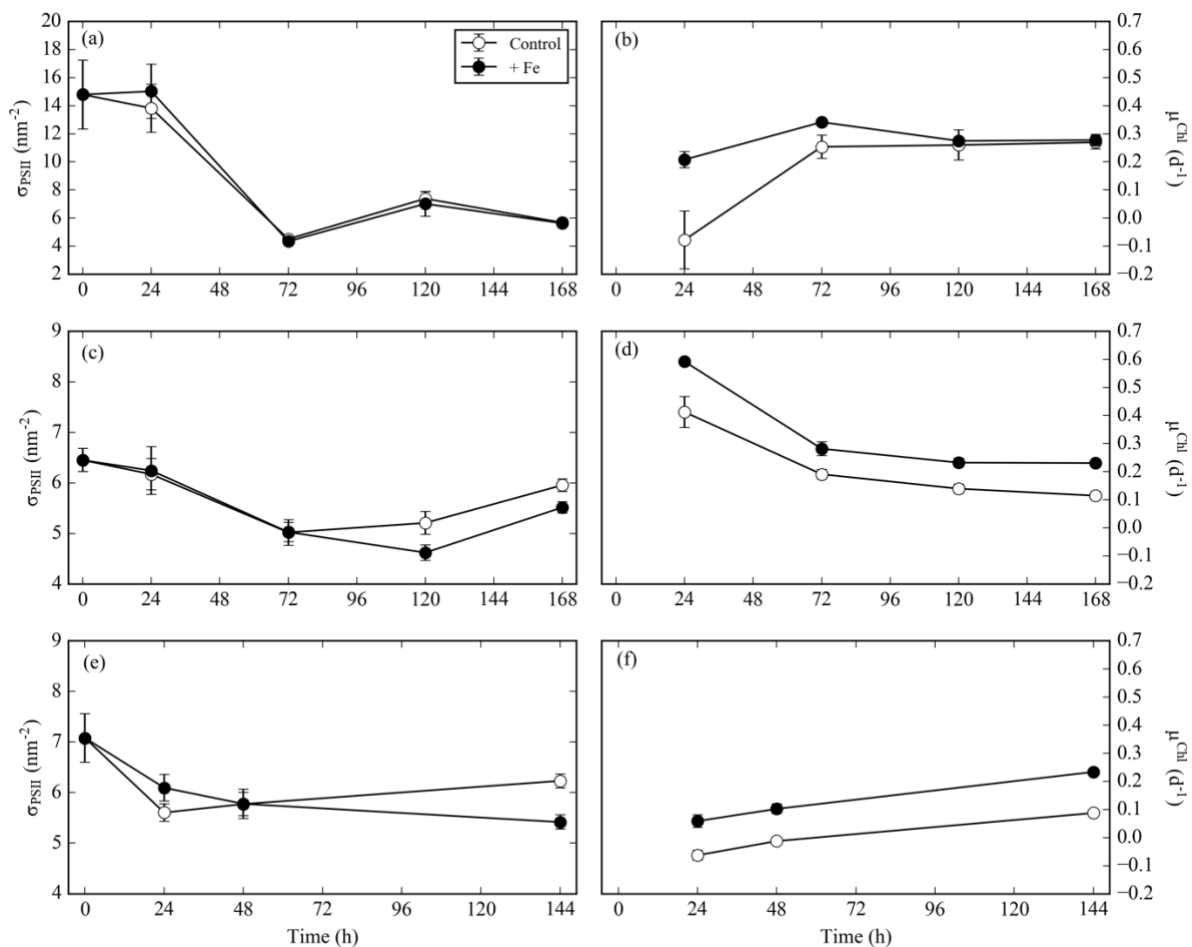 (a)
Control
+ Fe
20
18
16
14
12
10
8
6
4
2
σPSII (nm-2)
0 24 48 72 96 120 144 168
(b)
0.7
0.6
0.5
0.4
0.3
0.2
0.1
0.0
−0.1
−0.2
μChl (d-1)
0 24 48 72 96 120 144 168
(c)
9
8
7
6
5
4
σPSII (nm-2)
0 24 48 72 96 120 144 168
(d)
0.7
0.6
0.5
0.4
0.3
0.2
0.1
0.0
−0.1
−0.2
μChl (d-1)
0 24 48 72 96 120 144 168
(e)
9
8
7
6
5
4
σPSII (nm-2)
0 24 48 72 96 120 144
Time (h)
(f)
0.7
0.6
0.5
0.4
0.3
0.2
0.1
0.0
−0.1
−0.2
μChl (d-1)
0 24 48 72 96 120 144
Time (h)